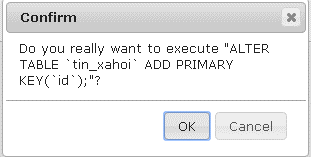 Confirm
Do you really want to execute "ALTER
TABLE `tin_xahoi` ADD PRIMARY
KEY(`id`);"?
OK
Cancel